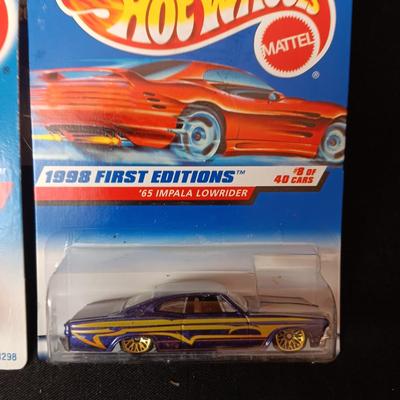 HOT WHEELS
MATTEL
®
1998 FIRST EDITIONS™
#8 OF
40 CARS
'65 IMPALA LOWRIDER